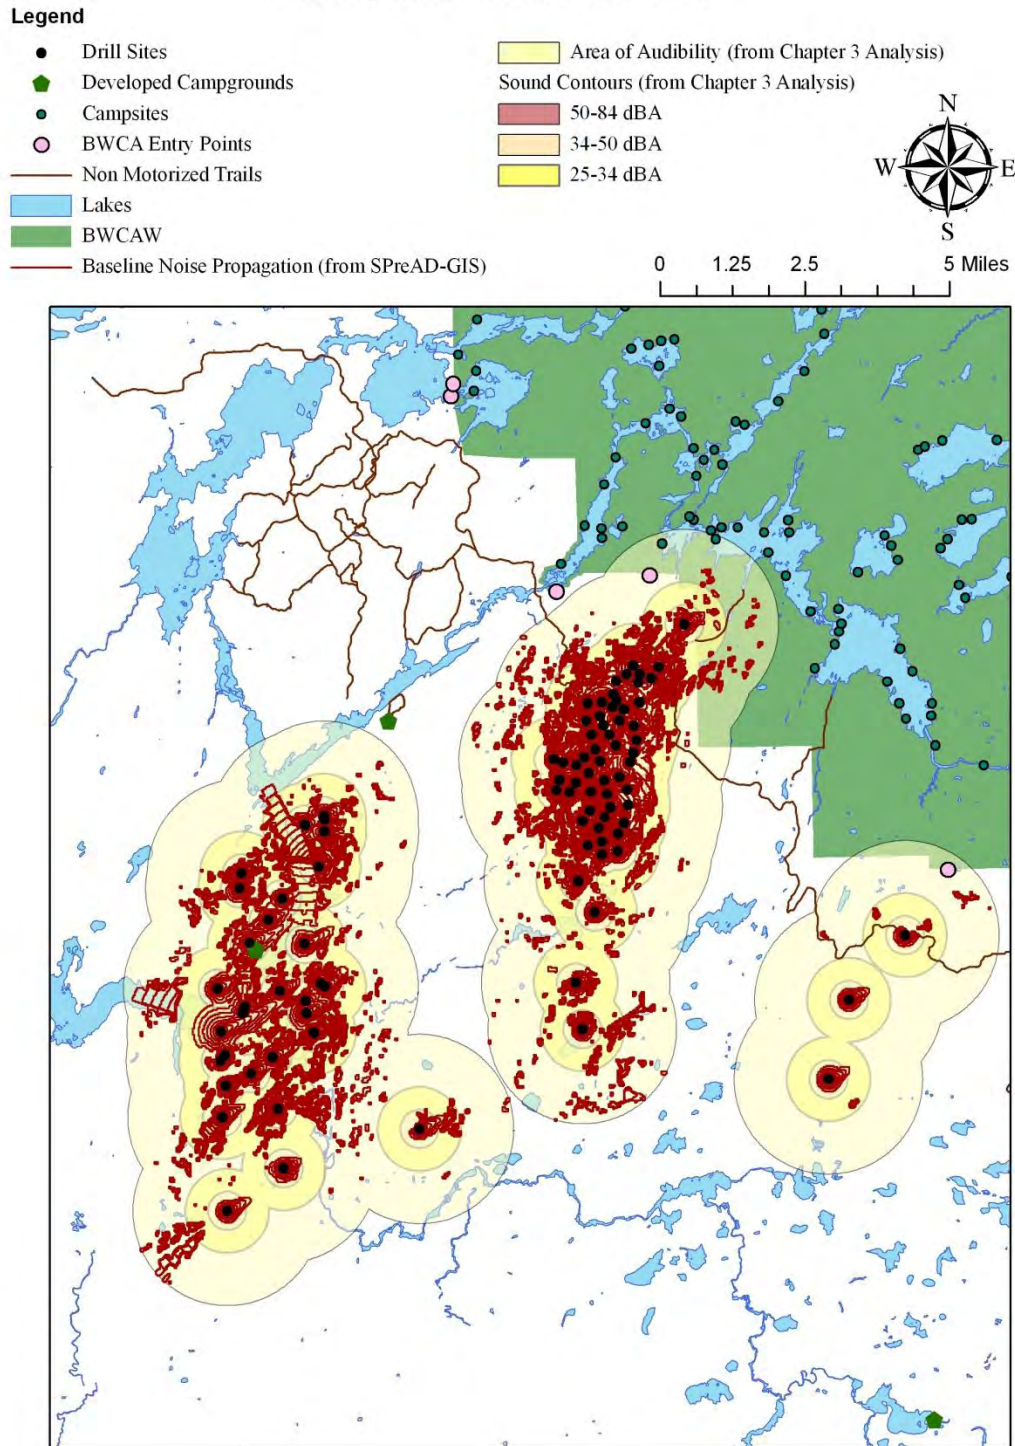 Legend
Drill Sites
Developed Campgrounds
Campsites
BWCA Entry Points
Non Motorized Trails
Lakes
BWCAW
Baseline Noise Propagation (from SPreAD-GIS)
Area of Audibility (from Chapter 3 Analysis)
Sound Contours (from Chapter 3 Analysis)
50-84 dBA
34-50 dBA
25-34 dBA
N
W E
S
0 1.25 2.5 5 Miles